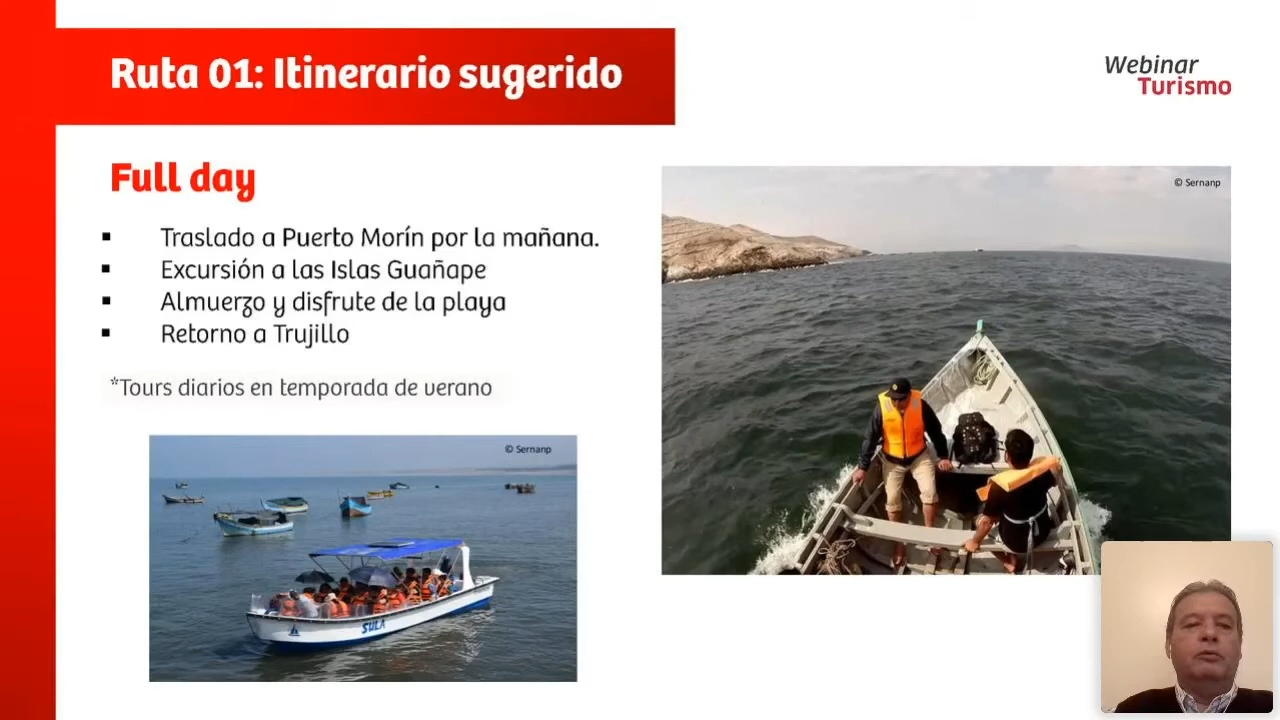 Ruta 01: Itinerario sugerido
Webinar
Turismo
Full day
▪ Traslado a Puerto Morín por la mañana.
▪ Excursión a las Islas Guañape
▪ Almuerzo y disfrute de la playa
▪ Retorno a Trujillo
*Tours diarios en temporada de verano
© Sernanp
© Sernanp
SULA